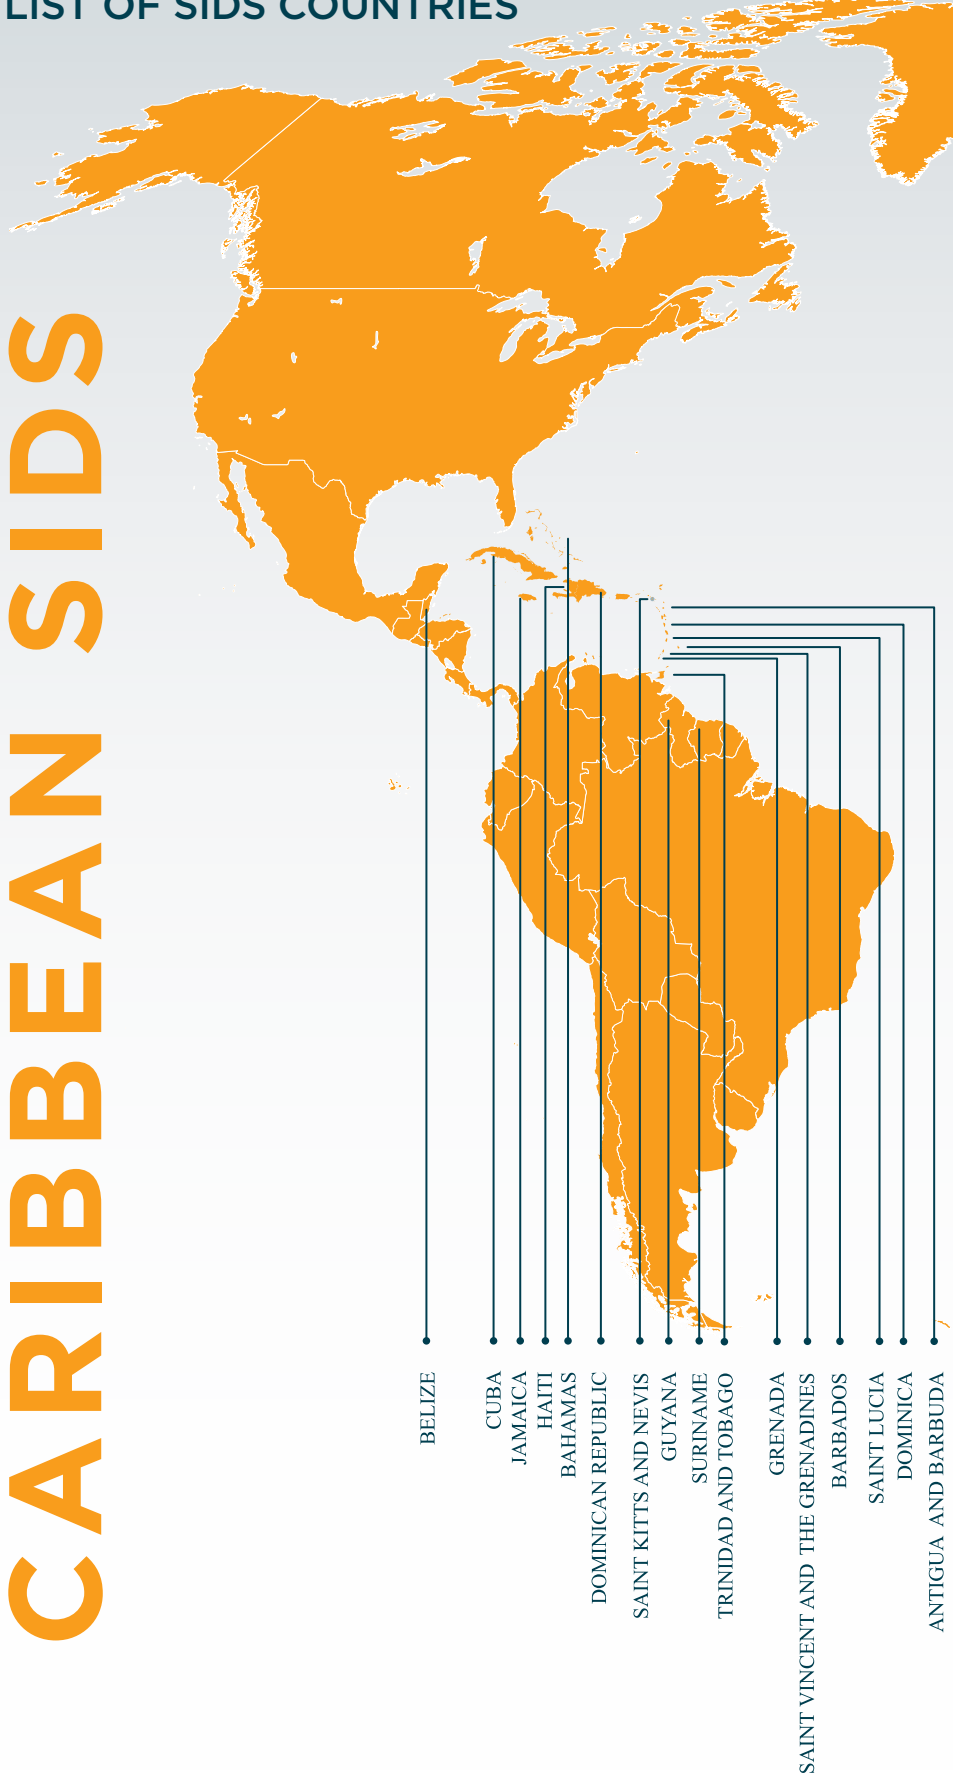 LIST OF SIDS COUNTRIES
CARIBBEAN SIDS
BELIZE
CUBA
JAMAICA
HAITI
BAHAMAS
DOMINICAN REPUBLIC
SAINT KITTS AND NEVIS
GUYANA
SURINAME
TRINIDAD AND TOBAGO
GRENADA
SAINT VINCENT AND THE GRENADINES
BARBADOS
SAINT LUCIA
DOMINICA
ANTIGUA AND BARBUDA